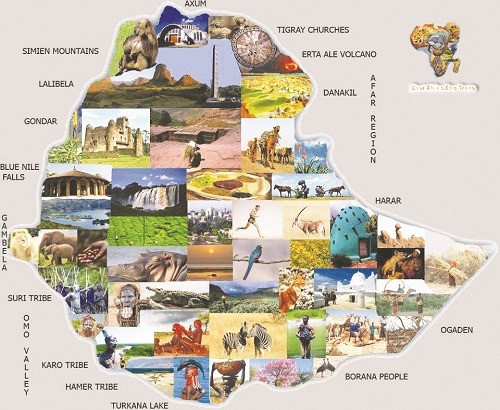 AXUM
TIGRAY CHURCHES
SIMIEN MOUNTAINS
ERTA ALE VOLCANO
LALIBELA
DANAKIL
AFAR REGION
GONDAR
BLUE NILE
FALLS
HARAR
GAMBELA
SURI TRIBE
OGADEN
OMO VALLEY
KARO TRIBE
BORANA PEOPLE
HAMER TRIBE
TURKANA LAKE